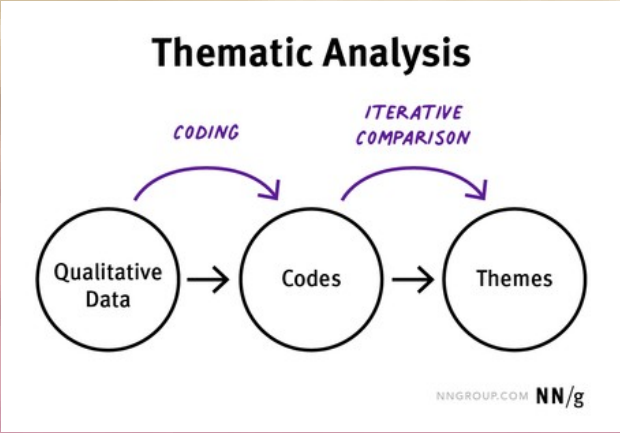 Thematic Analysis
CODING
ITERATIVE
COMPARISON
Qualitative
Data
Codes
Themes
NNGROUP.COM NN/g